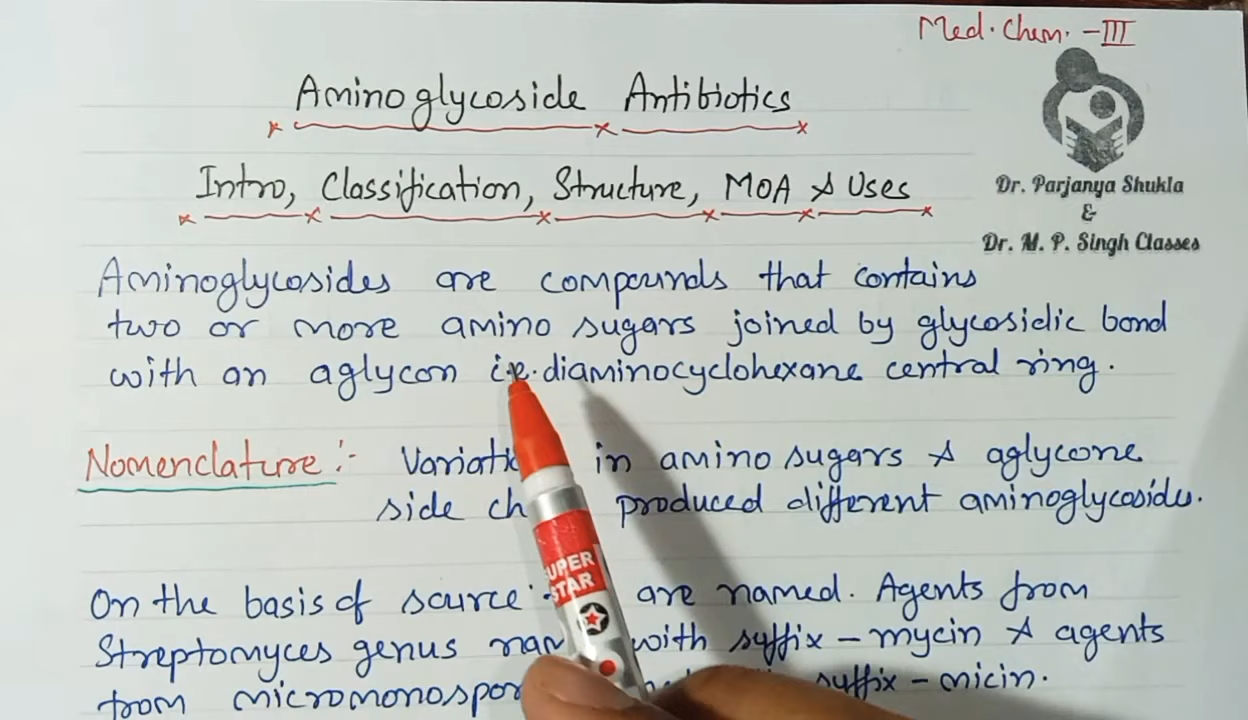 Med. Chem. - III
Aminoglycoside Antibiotics
Intro, Classification, Structure, MOA & Uses
Dr. Parjanya Shukla
&
Dr. M. P. Singh Classes
Aminoglycosides are compounds that contains
two or more amino sugars joined by glycosidic bond
with an aglycon i.e. diaminocyclohexane central ring.
Nomenclature :- in amino sugars & aglycone
side produced different aminoglycosides.
On the basis of source are named. Agents from
Streptomyces genus with suffix - mycin & agents
from suffix - micin.
SUPER
STAR